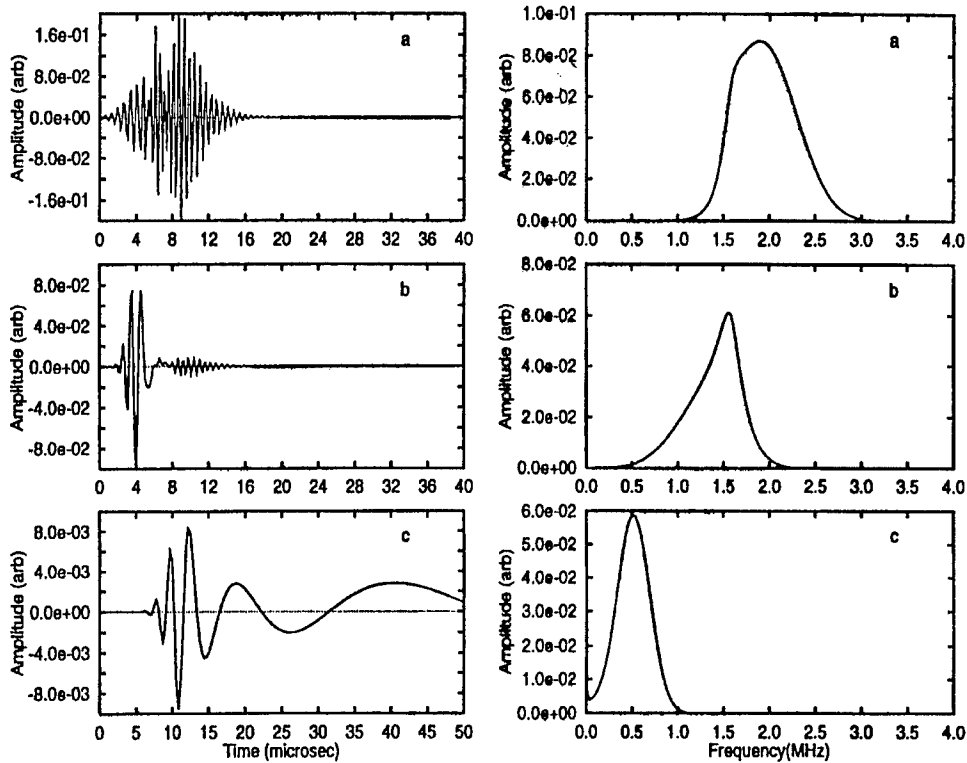 a
Amplitude (arb)
1.6e-01
8.0e-02
0.0e+00
-8.0e-02
-1.6e-01
0 4 8 12 16 12 24 28 32 36 40
a
Amplitude (arb)
1.0e-01
8.0e-02
6.0e-02
4.0e-02
2.0e-02
0.0e+00
0.0 0.5 1.0 1.5 2.0 2.5 3.0 3.5 4.0
b
Amplitude (arb)
8.0e-02
4.0e-02
0.0e+00
-4.0e-02
-8.0e-02
0 4 8 12 16 12 24 28 32 36 40
b
Amplitude (arb)
8.0e-02
6.0e-02
4.0e-02
2.0e-02
0.0e+00
0.0 0.5 1.0 1.5 2.0 2.5 3.0 3.5 4.0
c
Amplitude (arb)
8.0e-03
4.0e-03
0.0e+00
-4.0e-03
-8.0e-03
40 45 50
Time (microsec)
c
Amplitude (arb)
6.0e-02
5.0e-02
4.0e-02
3.0e-02
2.0e-02
1.0e-02
0.0e+00
0.0 0.5 1.0 1.5 2.0 2.5 3.0 3.5 4.0
Frequency(MHz)